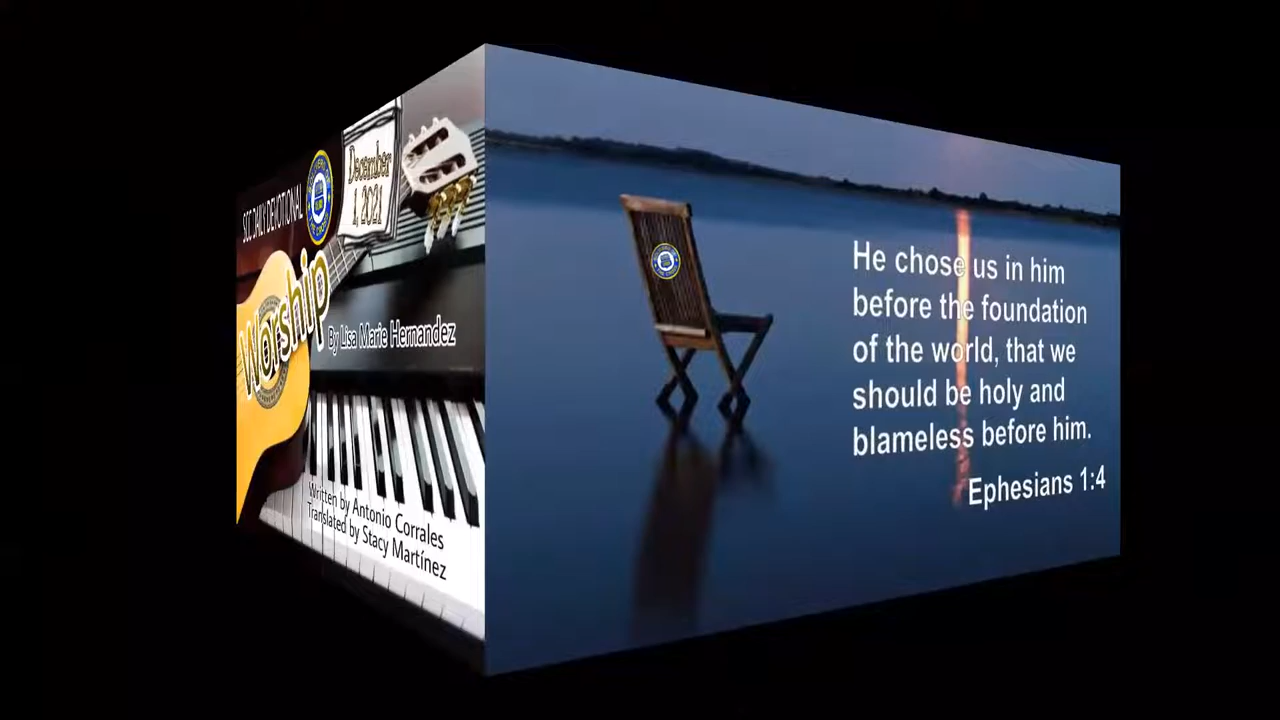 SCC DAILY DEVOTIONAL
December
1, 2021
Worship
By Lisa Marie Hernandez
Written by Antonio Corrales
Translated by Stacy Martínez
He chose us in him
before the foundation
of the world, that we
should be holy and
blameless before him.
Ephesians 1:4